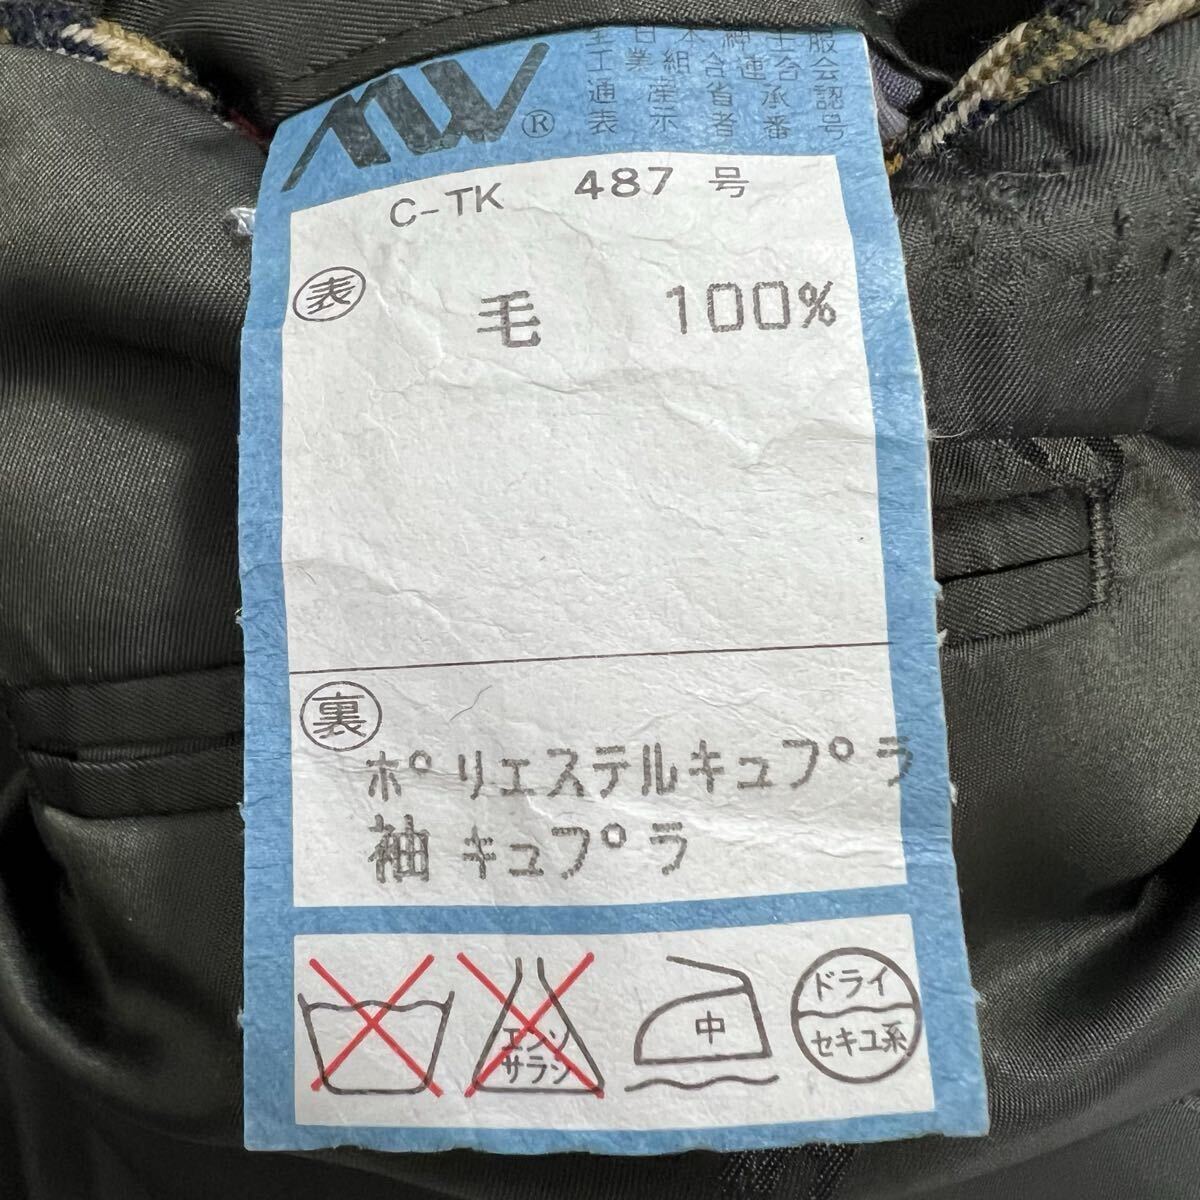 MW®
全日本紳士服
工業組合連合会
通産省承認
表示者番号
C-TK 487 号
表
毛 100%
裏
ポリエステルキュプラ
袖 キュプラ
エンソ
サラシ
中
ドライ
セキユ系